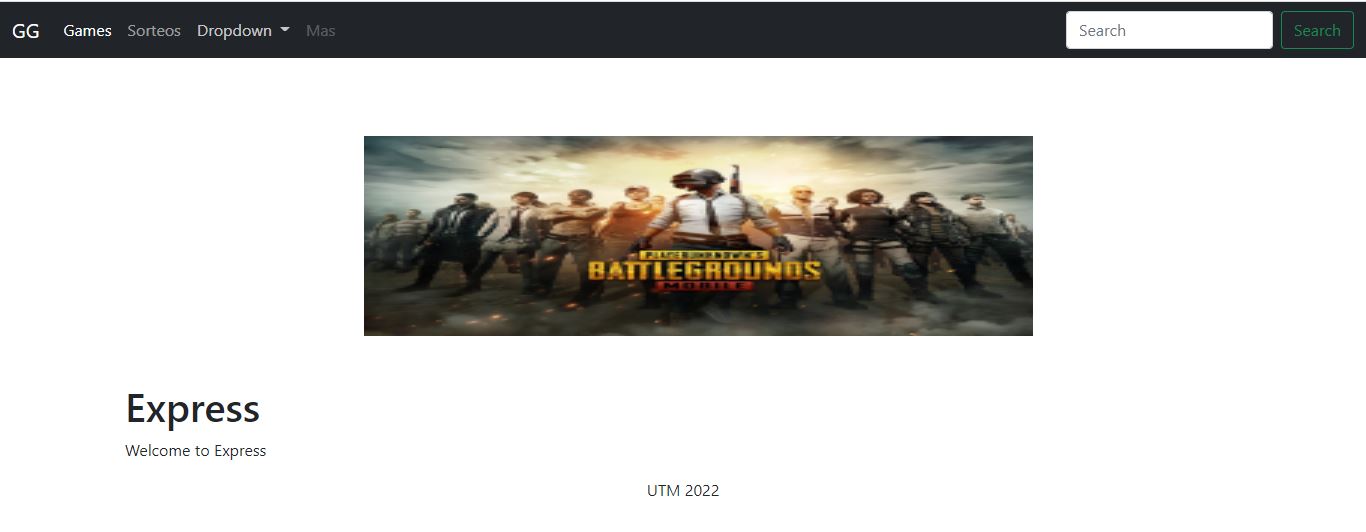 GG Games Sorteos Dropdown Mas Search Search
PLAYERUNKNOWN'S
BATTLEGROUNDS
MOBILE
Express
Welcome to Express
UTM 2022